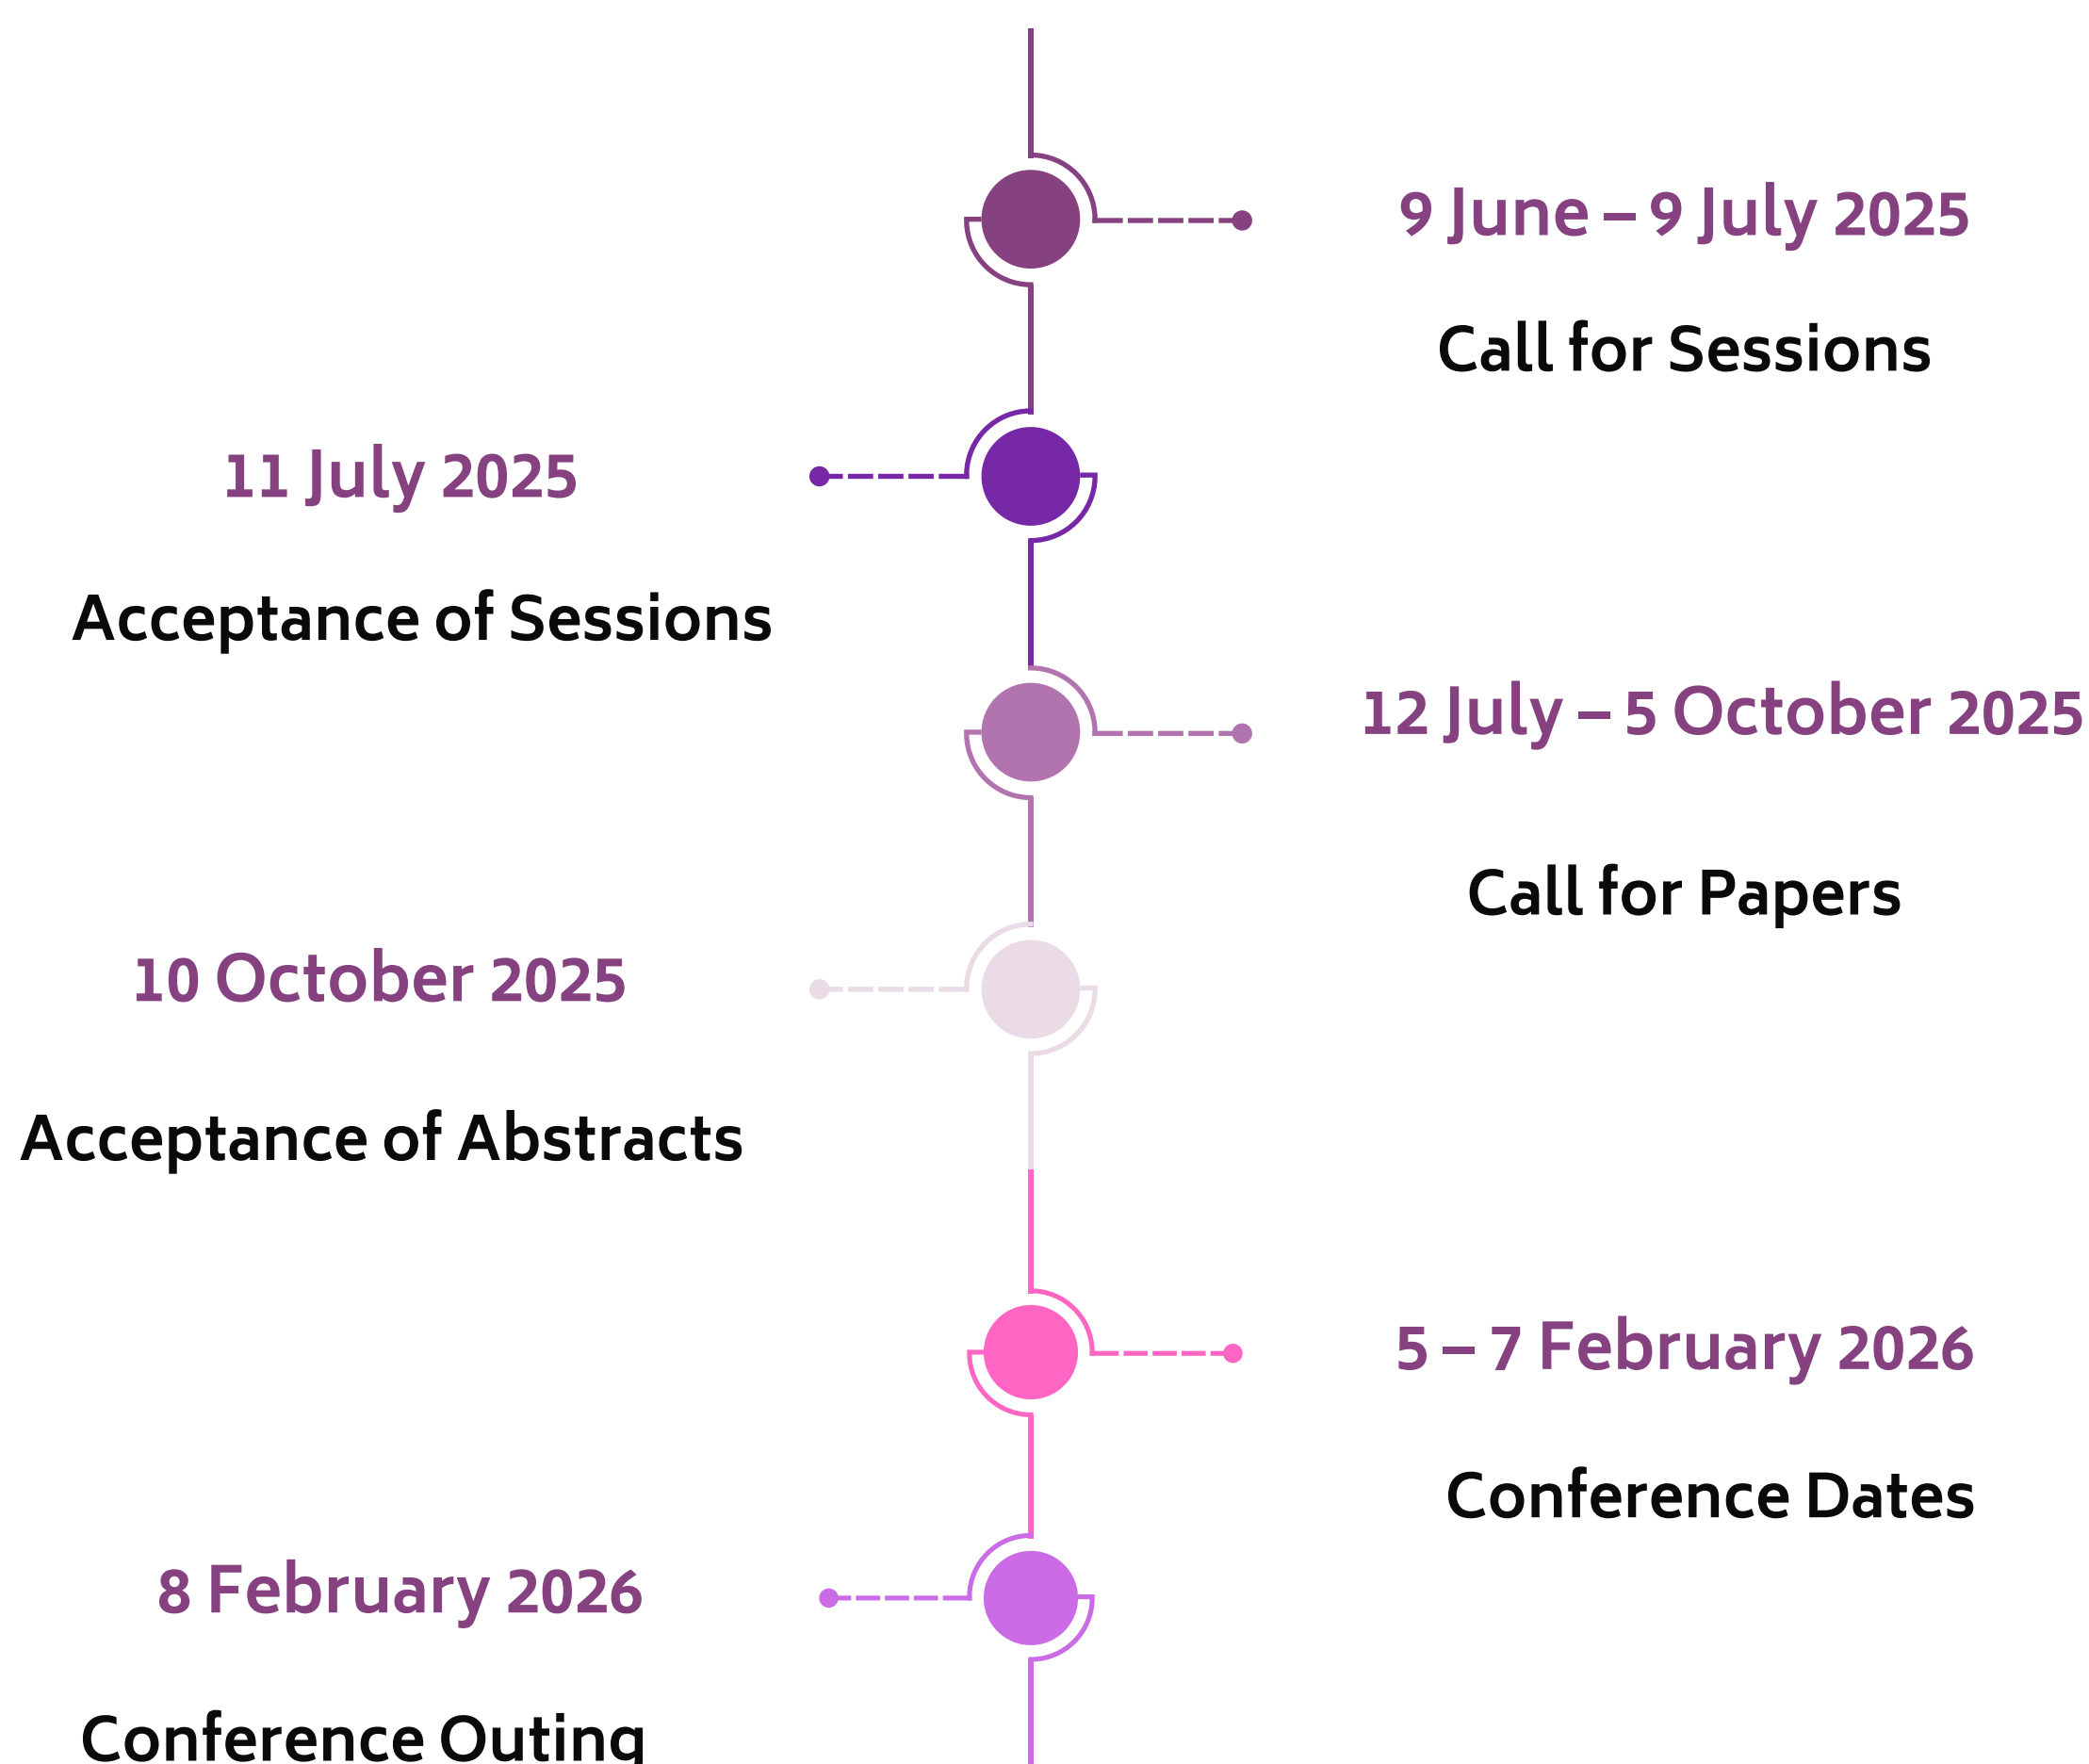 9 June – 9 July 2025
Call for Sessions
11 July 2025
Acceptance of Sessions
12 July – 5 October 2025
Call for Papers
10 October 2025
Acceptance of Abstracts
5 – 7 February 2026
Conference Dates
8 February 2026
Conference Outing